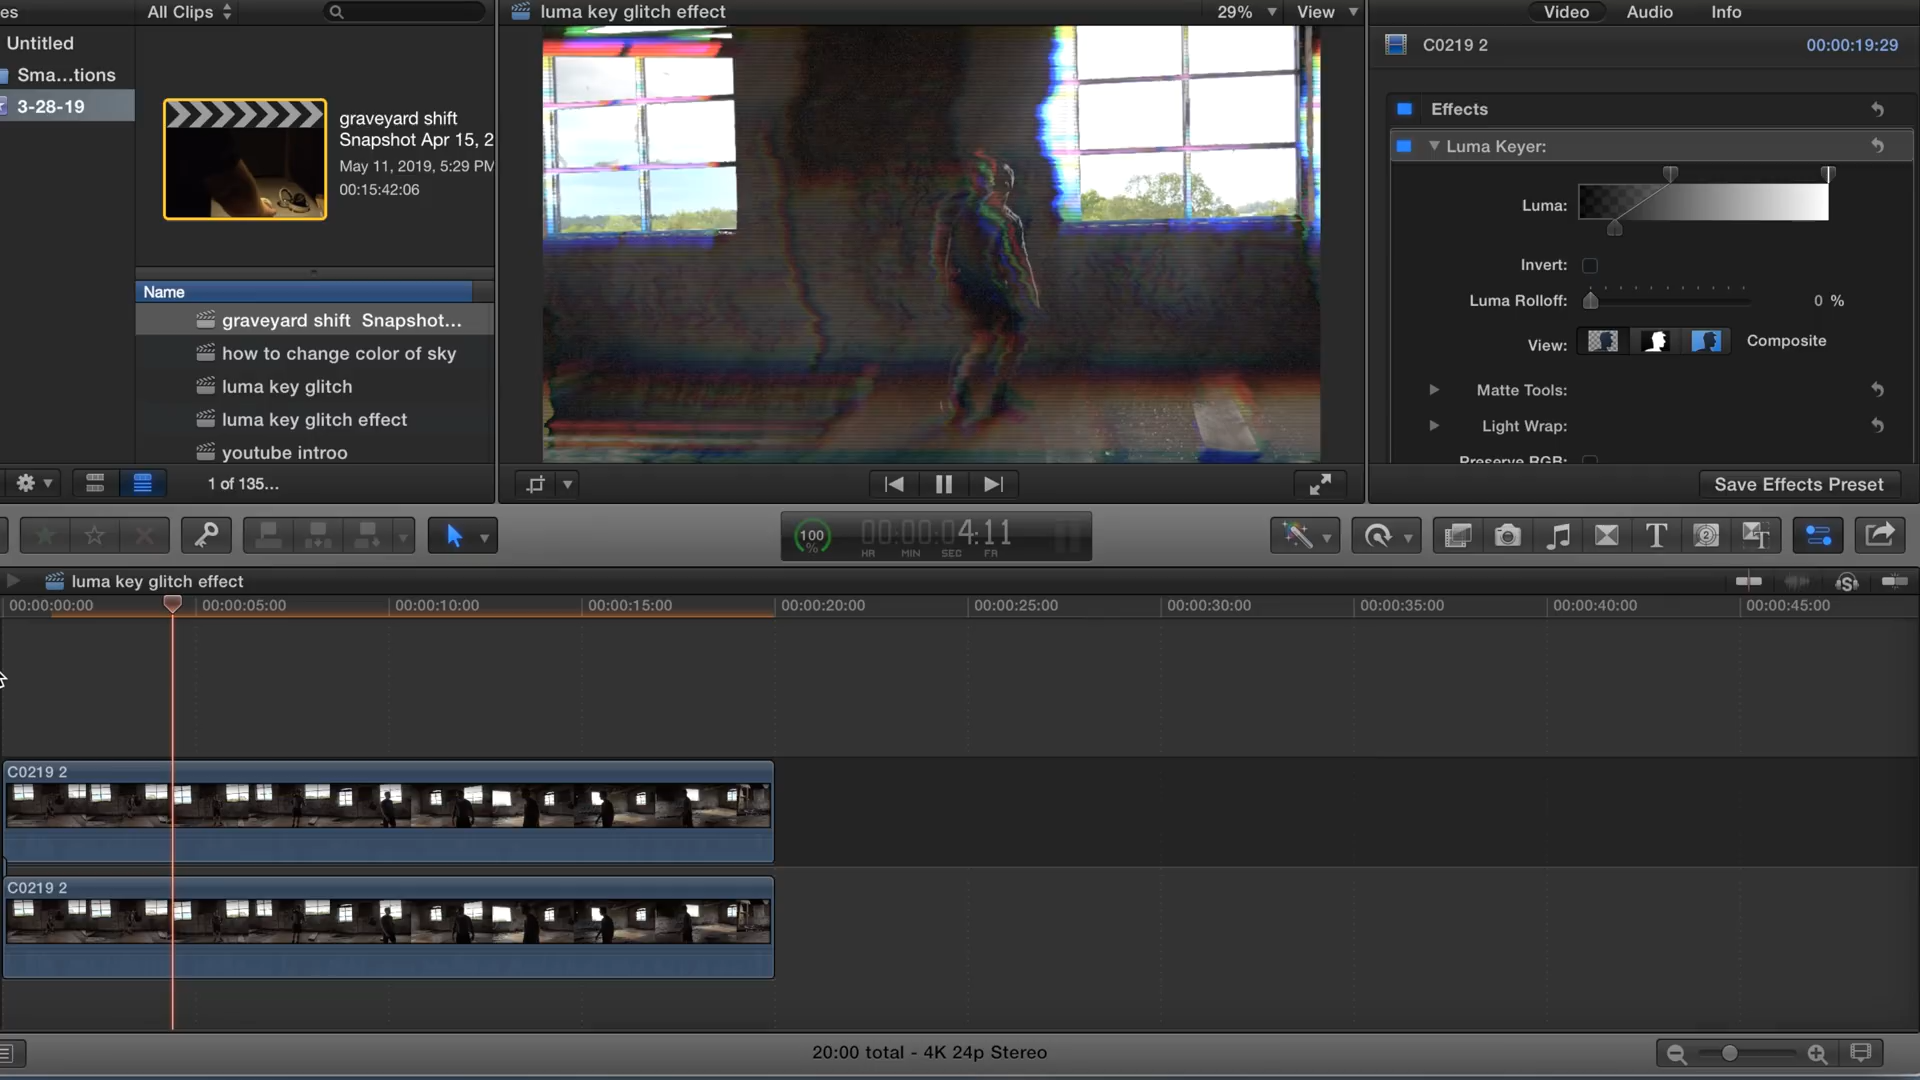 es
All Clips
Untitled
Sma...tions
3-28-19
graveyard shift
Snapshot Apr 15, 2
May 11, 2019, 5:29 PM
00:15:42:06
Name
graveyard shift Snapshot...
how to change color of sky
luma key glitch
luma key glitch effect
youtube introo
1 of 135...
luma key glitch effect
29%
View
Video
Audio
Info
C0219 2
00:00:19:29
Effects
Luma Keyer:
Luma:
Invert:
Luma Rolloff:
0 %
View:
Composite
Matte Tools:
Light Wrap:
Preserve RGB:
Save Effects Preset
100
%
00:00:04:11
HR MIN SEC FR
T
2
T
luma key glitch effect
S
00:00:00:00
00:00:05:00
00:00:10:00
00:00:15:00
00:00:20:00
00:00:25:00
00:00:30:00
00:00:35:00
00:00:40:00
00:00:45:00
C0219 2
C0219 2
20:00 total - 4K 24p Stereo